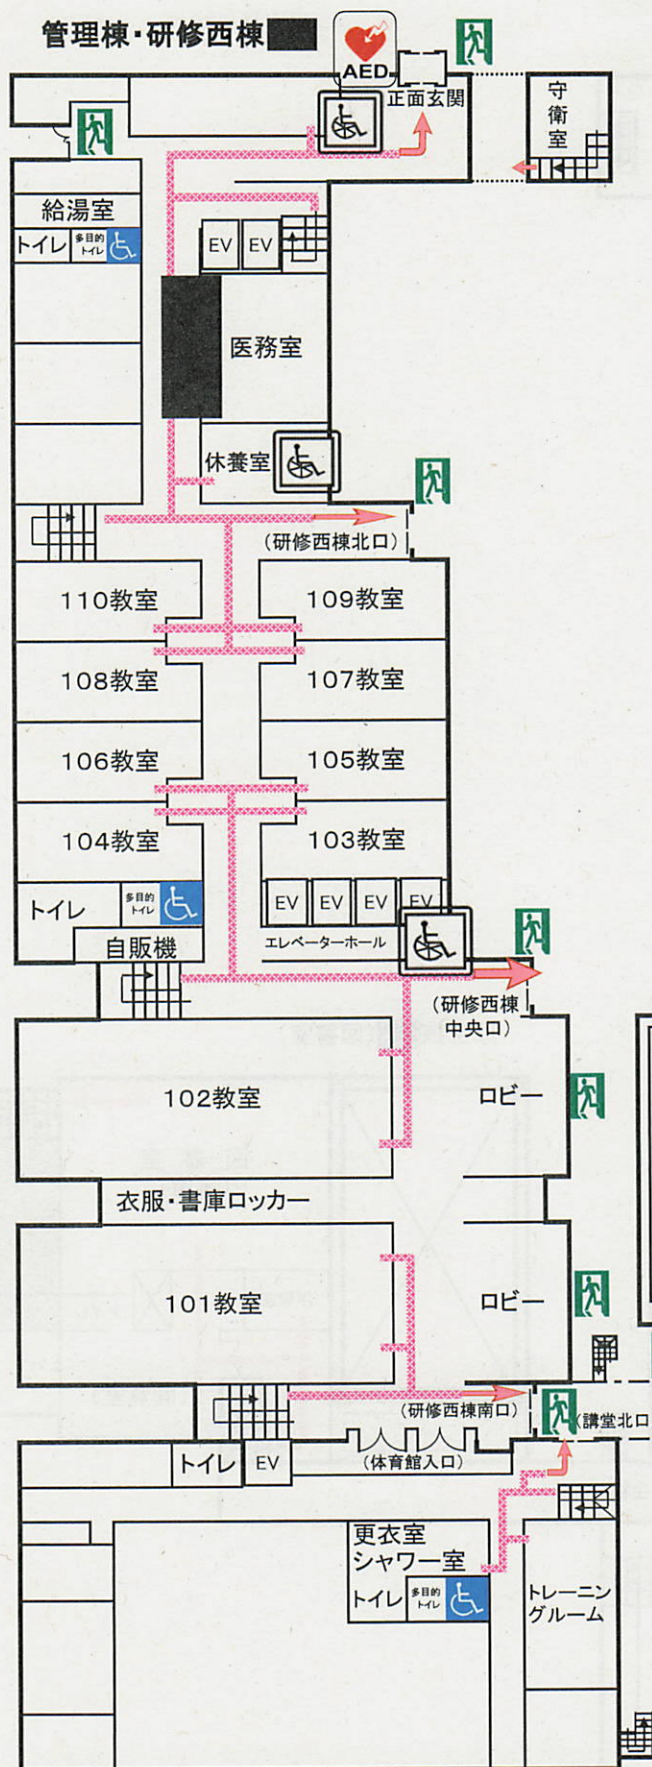 管理棟・研修西棟
AED
正面玄関
守衛室
給湯室
トイレ
多目的
トイレ
EV
EV
医務室
休養室
(研修西棟北口)
110教室
109教室
108教室
107教室
106教室
105教室
104教室
103教室
トイレ
多目的
トイレ
EV
EV
EV
EV
自販機
エレベーターホール
(研修西棟
中央口)
102教室
ロビー
衣服・書庫ロッカー
101教室
ロビー
(研修西棟南口)
(講堂北口
トイレ
EV
(体育館入口)
更衣室
シャワー室
トイレ
多目的
トイレ
トレーニン
グルーム